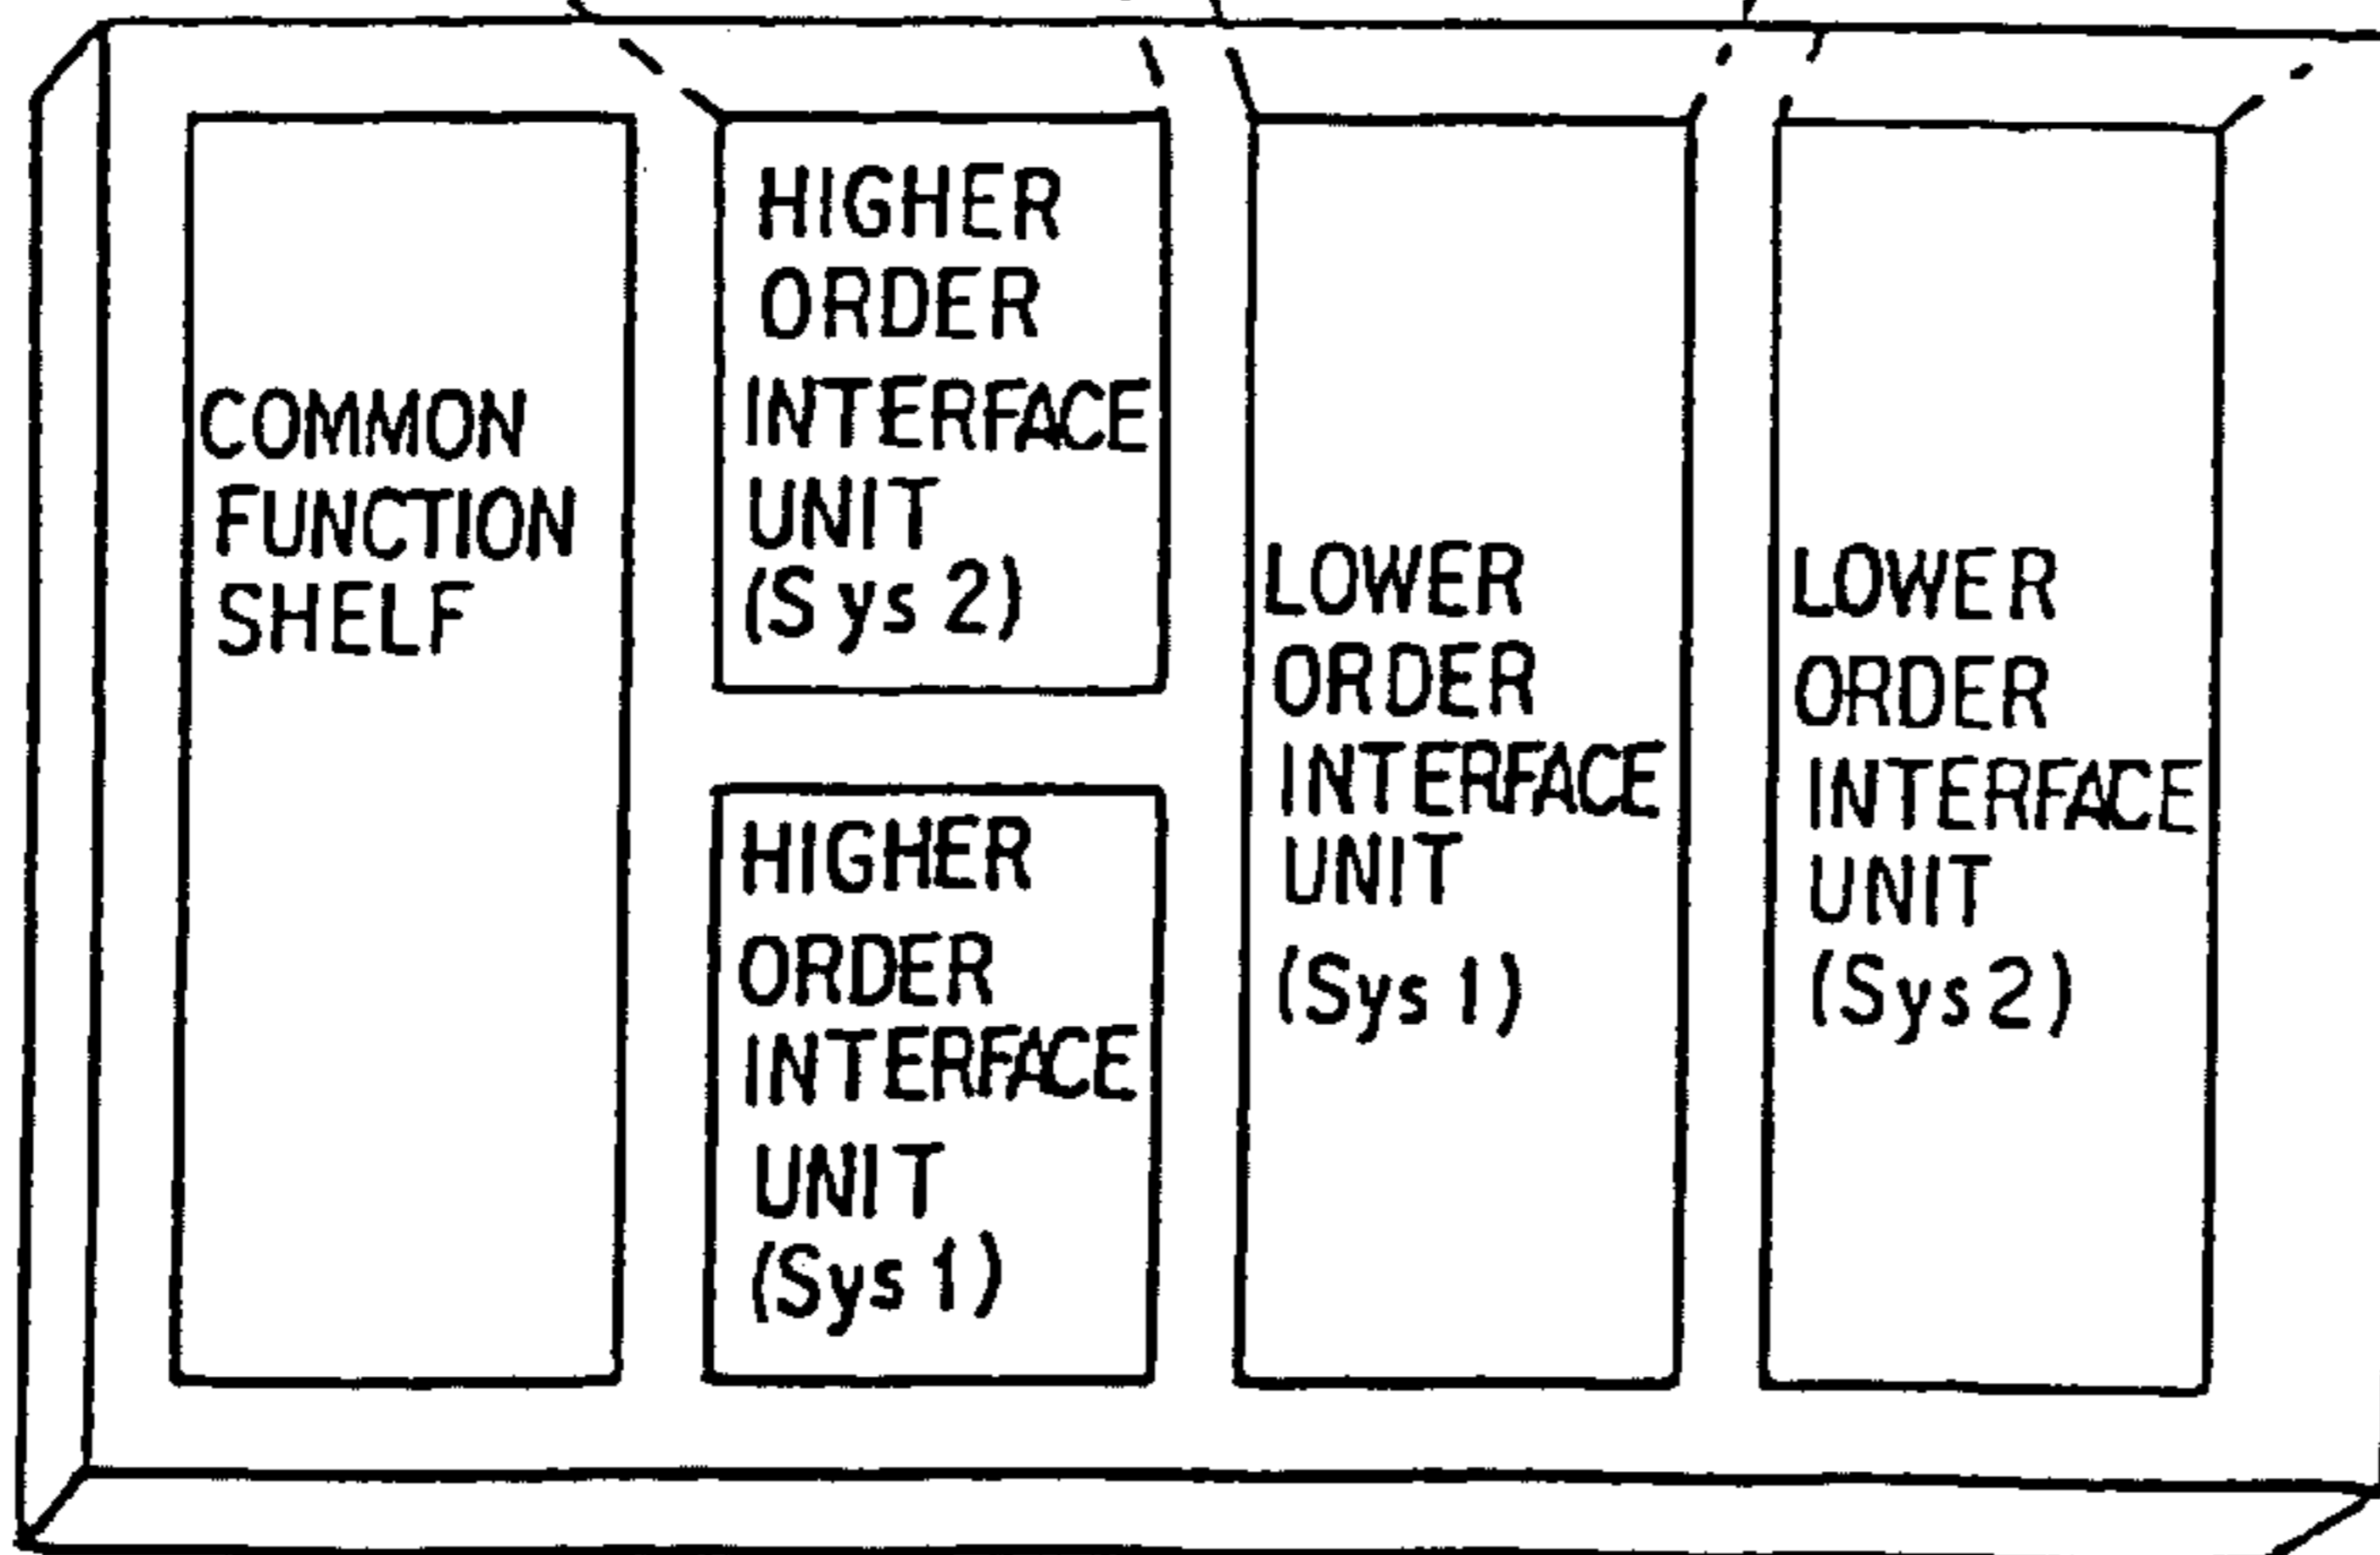 COMMON
FUNCTION
SHELF
HIGHER
ORDER
INTERFACE
UNIT
(Sys 2)
HIGHER
ORDER
INTERFACE
UNIT
(Sys 1)
LOWER
ORDER
INTERFACE
UNIT
(Sys 1)
LOWER
ORDER
INTERFACE
UNIT
(Sys 2)